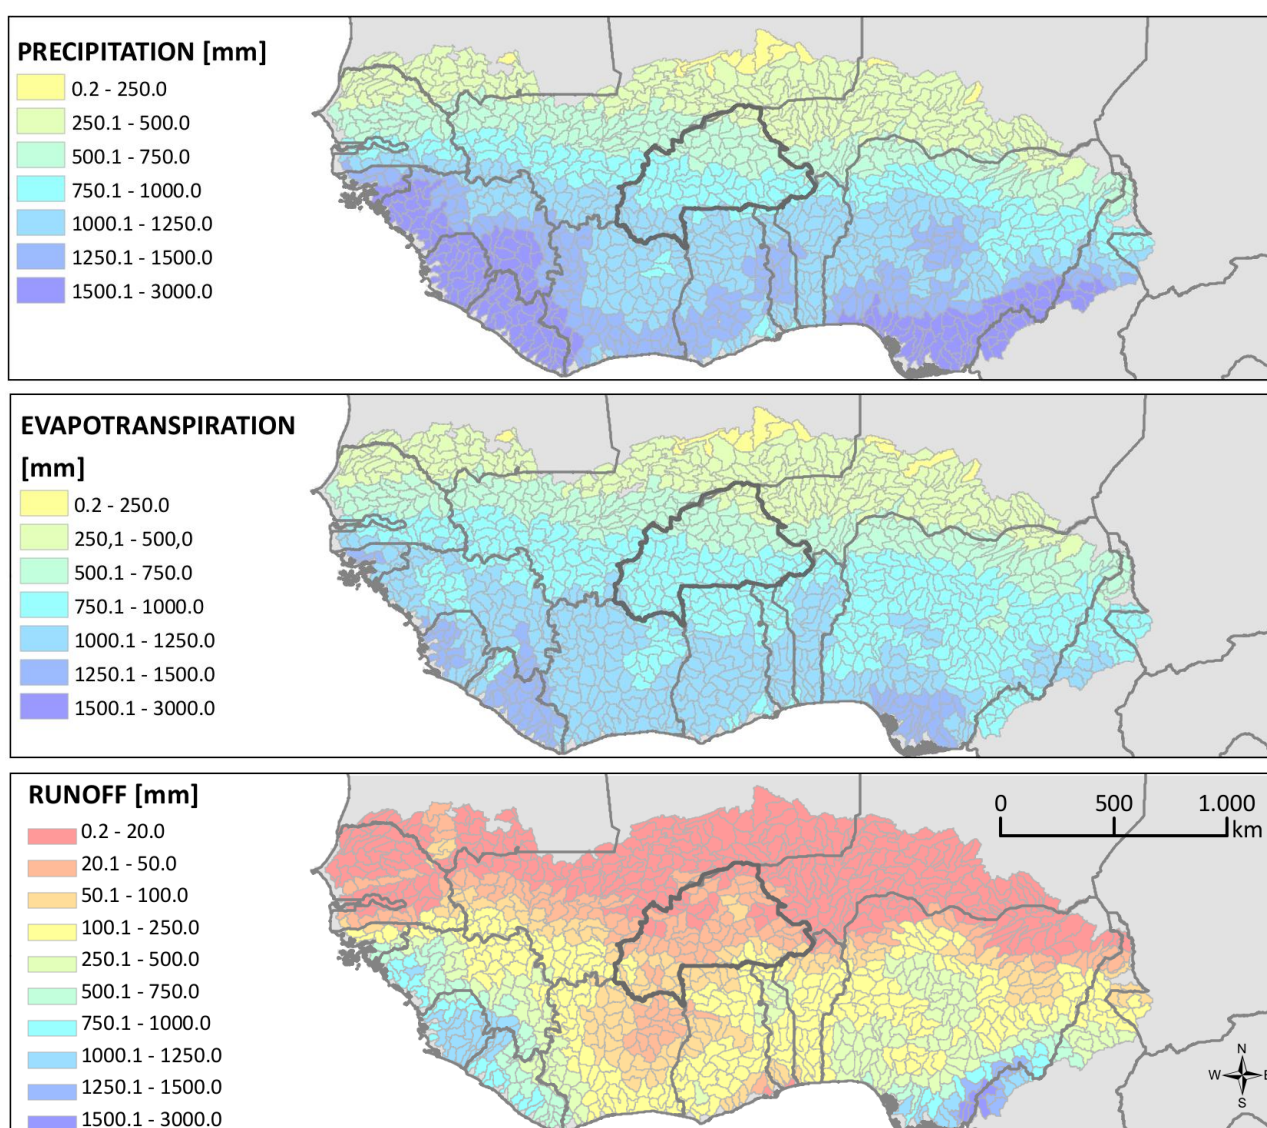 PRECIPITATION [mm]
0.2 - 250.0
250.1 - 500.0
500.1 - 750.0
750.1 - 1000.0
1000.1 - 1250.0
1250.1 - 1500.0
1500.1 - 3000.0
EVAPOTRANSPIRATION
[mm]
0.2 - 250.0
250,1 - 500,0
500.1 - 750.0
750.1 - 1000.0
1000.1 - 1250.0
1250.1 - 1500.0
1500.1 - 3000.0
RUNOFF [mm]
0.2 - 20.0
20.1 - 50.0
50.1 - 100.0
100.1 - 250.0
250.1 - 500.0
500.1 - 750.0
750.1 - 1000.0
1000.1 - 1250.0
1250.1 - 1500.0
1500.1 - 3000.0
0 500 1.000
km
N
W E
S